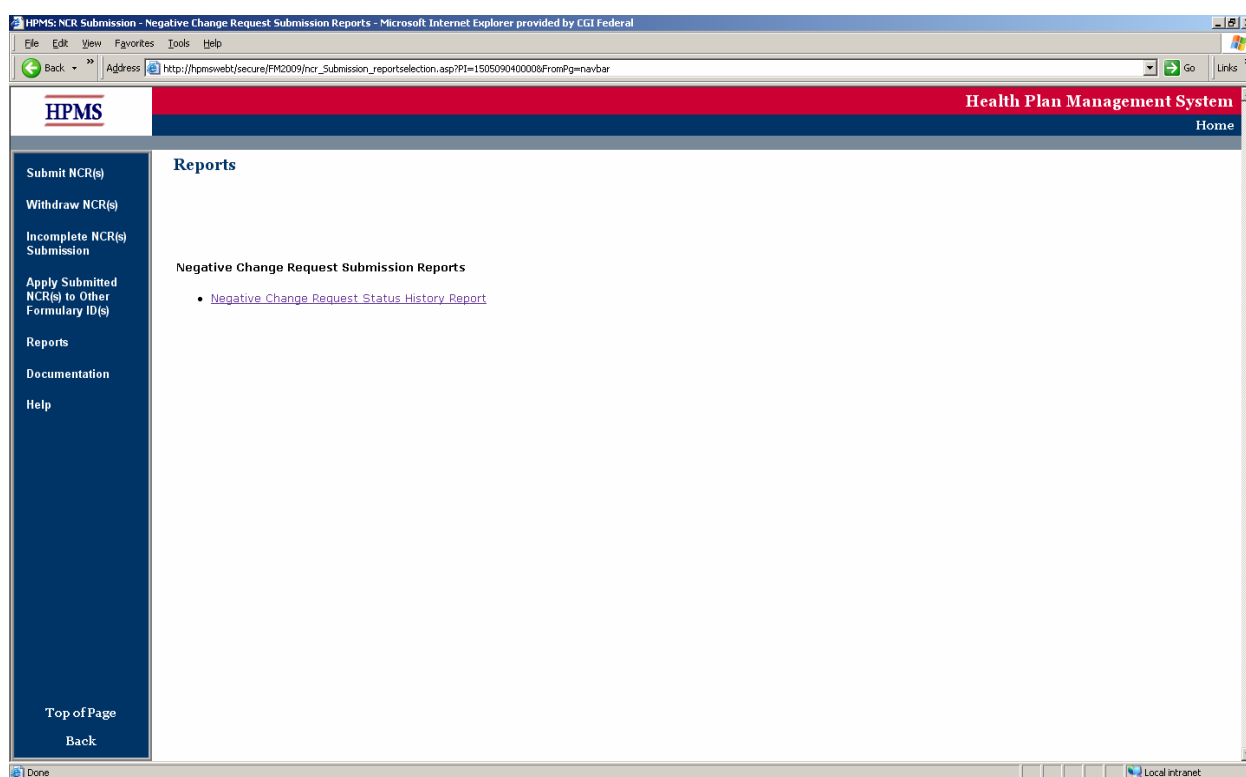 HPMS: NCR Submission - Negative Change Request Submission Reports - Microsoft Internet Explorer provided by CGI Federal
File Edit View Favorites Tools Help
Back » Address http://hpmswebt/secure/FM2009/ncr_Submission_reportselection.asp?PI=150509040000&FromPg=navbar Go Links
HPMS
Health Plan Management System
Home
Reports
Submit NCR(s)
Withdraw NCR(s)
Incomplete NCR(s)
Submission
Apply Submitted
NCR(s) to Other
Formulary ID(s)
Reports
Documentation
Help
Negative Change Request Submission Reports
• Negative Change Request Status History Report
Top of Page
Back
Done Local intranet